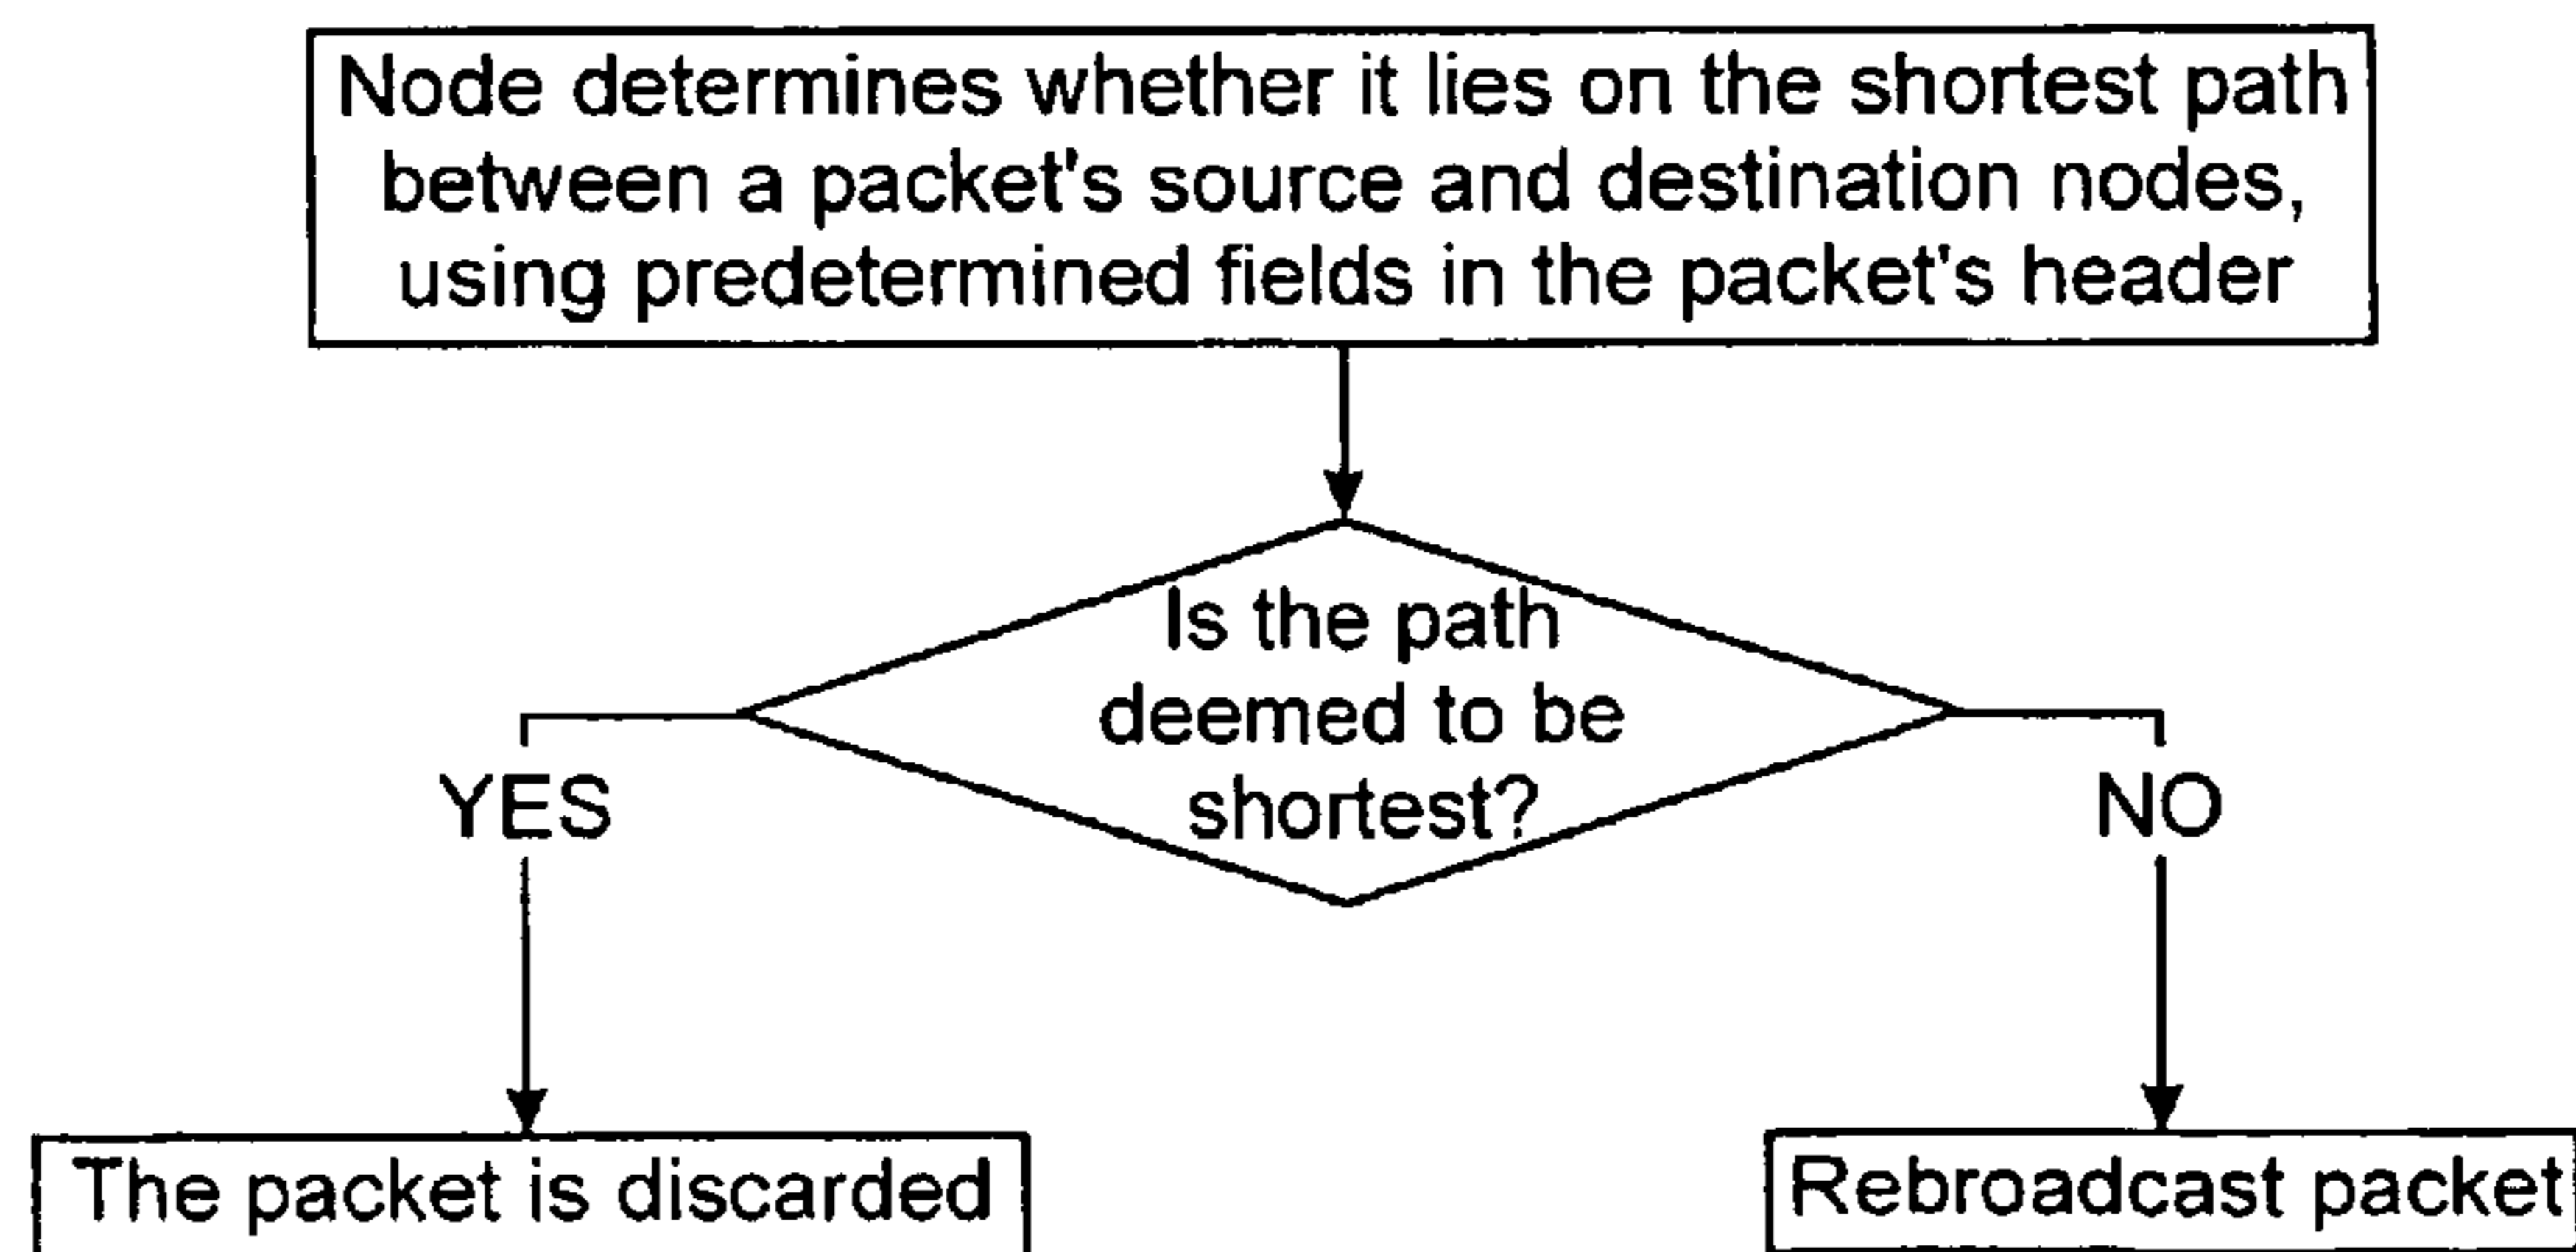 Node determines whether it lies on the shortest path
between a packet's source and destination nodes,
using predetermined fields in the packet's header
Is the path
deemed to be
shortest?
YES
NO
The packet is discarded
Rebroadcast packet